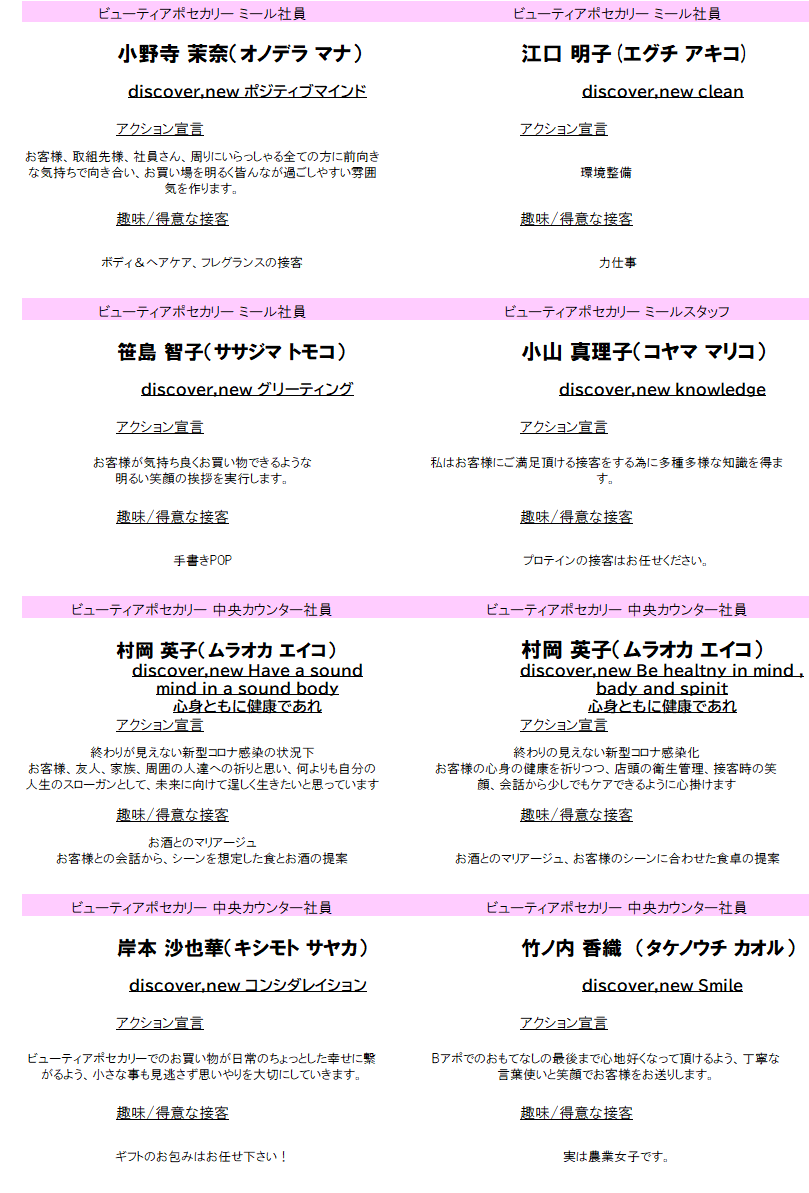 ビューティアポセカリー ミール社員
小野寺 茉奈（オノデラ マナ）
discover,new ポジティブマインド
アクション宣言
お客様、取組先様、社員さん、周りにいらっしゃる全ての方に前向き
な気持ちで向き合い、お買い場を明るく皆んなが過ごしやすい雰囲
気を作ります。
趣味/得意な接客
ボディ＆ヘアケア、フレグランスの接客
ビューティアポセカリー ミール社員
江口 明子（エグチ アキコ)
discover,new clean
アクション宣言
環境整備
趣味/得意な接客
力仕事
ビューティアポセカリー ミール社員
笹島 智子（ササジマ トモコ）
discover,new グリーティング
アクション宣言
お客様が気持ち良くお買い物できるような
明るい笑顔の挨拶を実行します。
趣味/得意な接客
手書きPOP
ビューティアポセカリー ミールスタッフ
小山 真理子（コヤマ マリコ）
discover,new knowledge
アクション宣言
私はお客様にご満足頂ける接客をする為に多種多様な知識を得ま
す。
趣味/得意な接客
プロテインの接客はお任せください。
ビューティアポセカリー 中央カウンター社員
村岡 英子（ムラオカ エイコ）
discover,new Have a sound
mind in a sound body
心身ともに健康であれ
アクション宣言
終わりが見えない新型コロナ感染の状況下
お客様、友人、家族、周囲の人達への祈りと思い、何よりも自分の
人生のスローガンとして、未来に向けて逞しく生きたいと思っています
趣味/得意な接客
お酒とのマリアージュ
お客様との会話から、シーンを想定した食とお酒の提案
ビューティアポセカリー 中央カウンター社員
村岡 英子（ムラオカ エイコ）
discover,new Be healtny in mind ,
bady and spinit
心身ともに健康であれ
アクション宣言
終わりの見えない新型コロナ感染化
お客様の心身の健康を祈りつつ、店頭の衛生管理、接客時の笑
顔、会話から少しでもケアできるように心掛けます
趣味/得意な接客
お酒とのマリアージュ、お客様のシーンに合わせた食卓の提案
ビューティアポセカリー 中央カウンター社員
岸本 沙也華（キシモト サヤカ）
discover,new コンシダレイション
アクション宣言
ビューティアポセカリーでのお買い物が日常のちょっとした幸せに繋
がるよう、小さな事も見逃さず思いやりを大切にしていきます。
趣味/得意な接客
ギフトのお包みはお任せ下さい！
ビューティアポセカリー 中央カウンター社員
竹ノ内 香織 （タケノウチ カオル）
discover,new Smile
アクション宣言
Bアポでのおもてなしの最後まで心地好くなって頂けるよう、丁寧な
言葉使いと笑顔でお客様をお送りします。
趣味/得意な接客
実は農業女子です。